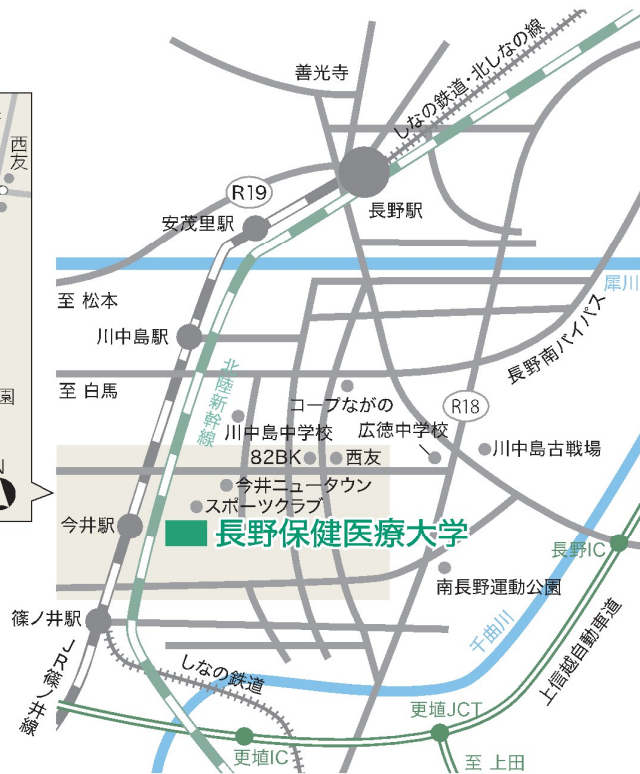 善光寺
しなの鉄道・北しなの線
西友
R19
長野駅
安茂里駅
犀川
至 松本
川中島駅
長野南バイパス
至 白馬
北陸新幹線
園
コープながの
R18
川中島中学校
広徳中学校
川中島古戦場
82BK
西友
今井ニュータウン
スポーツクラブ
N
今井駅
長野保健医療大学
長野IC
南長野運動公園
篠ノ井駅
千曲川
JR篠ノ井線
しなの鉄道
上信越自動車道
更埴JCT
更埴IC
至 上田